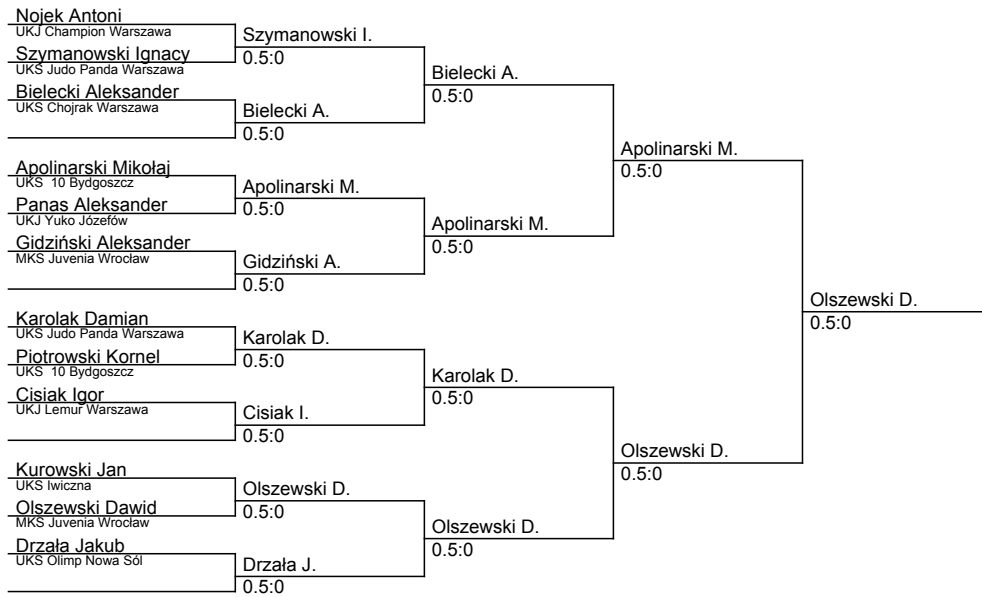 Nojek Antoni
UKJ Champion Warszawa
Szymanowski Ignacy
UKS Judo Panda Warszawa
Bielecki Aleksander
UKS Chojrak Warszawa
Apolinarski Mikołaj
UKS 10 Bydgoszcz
Panas Aleksander
UKJ Yuko Józefów
Gidziński Aleksander
MKS Juvenia Wrocław
Karolak Damian
UKS Judo Panda Warszawa
Piotrowski Kornel
UKS 10 Bydgoszcz
Cisiak Igor
UKJ Lemur Warszawa
Kurowski Jan
UKS Iwiczna
Olszewski Dawid
MKS Juvenia Wrocław
Drzała Jakub
UKS Olimp Nowa Sól
Szymanowski I.
0.5:0
Bielecki A.
0.5:0
Apolinarski M.
0.5:0
Gidziński A.
0.5:0
Karolak D.
0.5:0
Cisiak I.
0.5:0
Olszewski D.
0.5:0
Drzała J.
0.5:0
Bielecki A.
0.5:0
Apolinarski M.
0.5:0
Karolak D.
0.5:0
Olszewski D.
0.5:0
Apolinarski M.
0.5:0
Olszewski D.
0.5:0
Olszewski D.
0.5:0